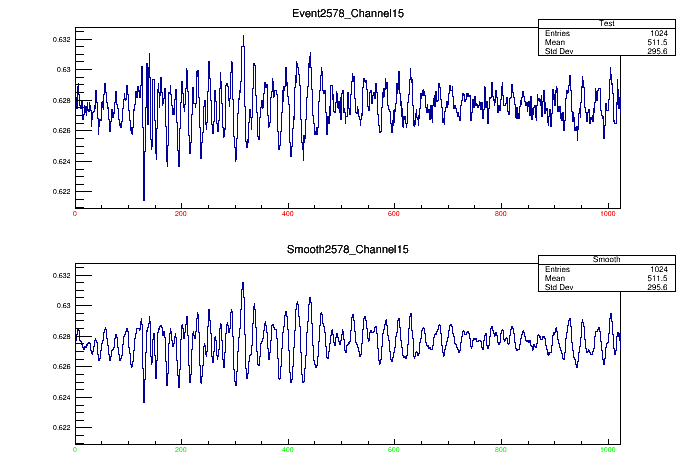 Event2578_Channel15
Test
Entries 1024
Mean 511.5
Std Dev 295.6
0.632
0.63
0.628
0.626
0.624
0.622
0 200 400 600 800 1000
Smooth2578_Channel15
Smooth
Entries 1024
Mean 511.5
Std Dev 295.6
0.632
0.63
0.628
0.626
0.624
0.622
0 200 400 600 800 1000